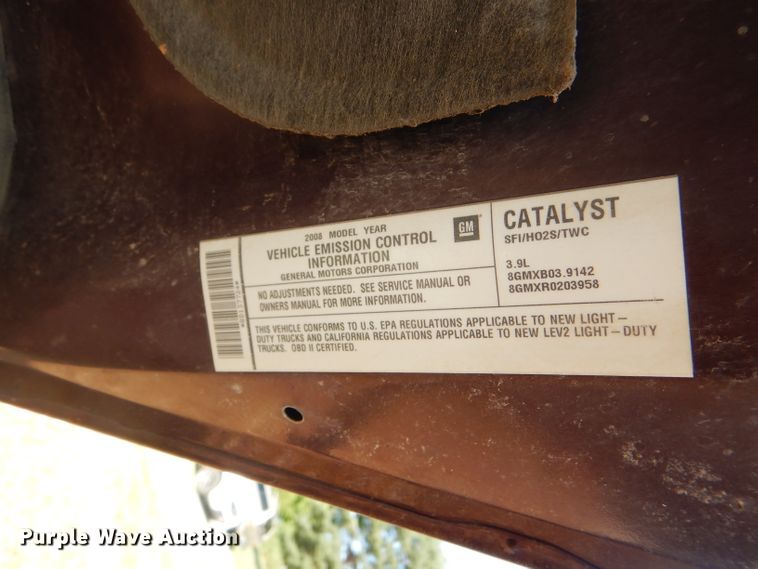 2008 MODEL YEAR
VEHICLE EMISSION CONTROL
INFORMATION
GENERAL MOTORS CORPORATION
GM
NO ADJUSTMENTS NEEDED. SEE SERVICE MANUAL OR
OWNERS MANUAL FOR MORE INFORMATION.
CATALYST
SFI/HO2S/TWC
3.9L
8GMXB03.9142
8GMXR0203958
THIS VEHICLE CONFORMS TO U.S. EPA REGULATIONS APPLICABLE TO NEW LIGHT-
DUTY TRUCKS AND CALIFORNIA REGULATIONS APPLICABLE TO NEW LEV2 LIGHT-DUTY
TRUCKS. OBD II CERTIFIED.
Purple Wave Auction